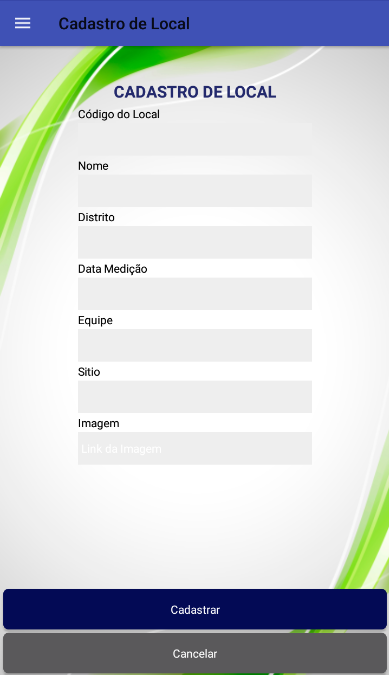 Cadastro de Local
CADASTRO DE LOCAL
Código do Local
Nome
Distrito
Data Medição
Equipe
Sitio
Imagem
Link da Imagem
Cadastrar
Cancelar